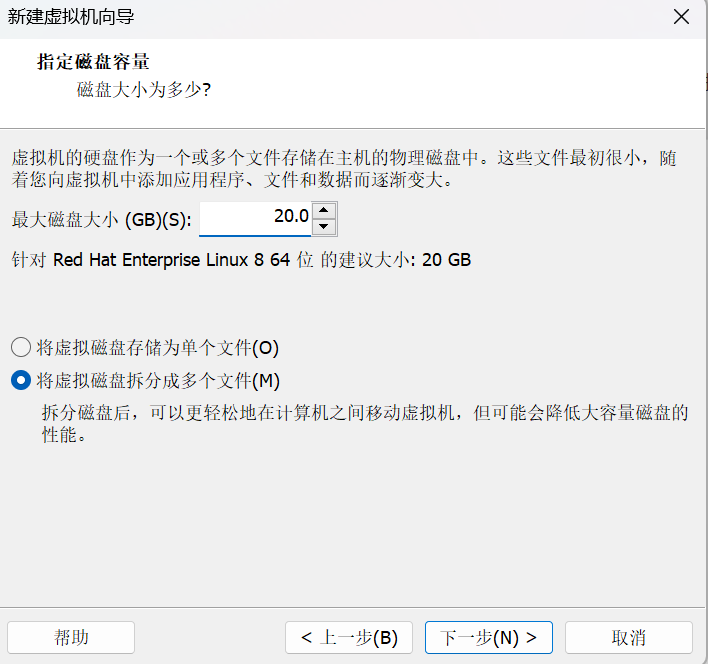 新建虚拟机向导
指定磁盘容量
磁盘大小为多少?
虚拟机的硬盘作为一个或多个文件存储在主机的物理磁盘中。这些文件最初很小，随
着您向虚拟机中添加应用程序、文件和数据而逐渐变大。
最大磁盘大小 (GB)(S): 20.0
针对 Red Hat Enterprise Linux 8 64 位 的建议大小: 20 GB
将虚拟磁盘存储为单个文件(O)
将虚拟磁盘拆分成多个文件(M)
拆分磁盘后，可以更轻松地在计算机之间移动虚拟机，但可能会降低大容量磁盘的
性能。
帮助 < 上一步(B) 下一步(N) > 取消